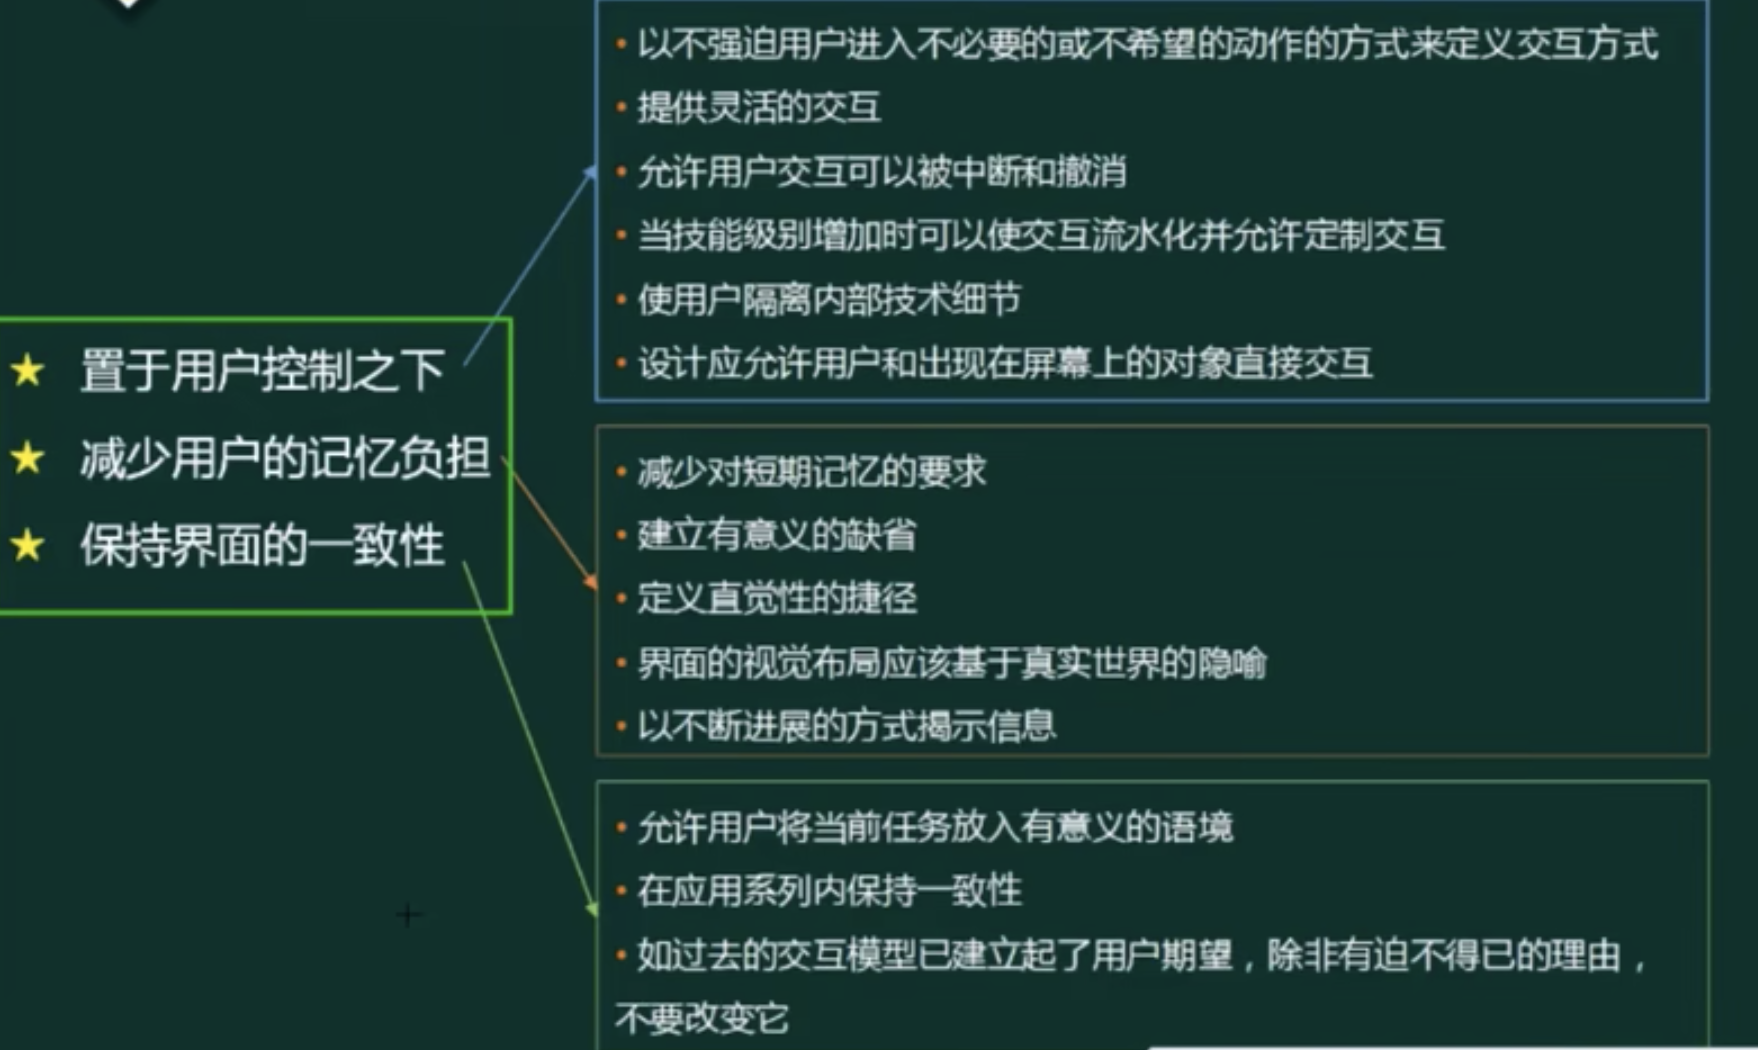 • 以不强迫用户进入不必要的或不希望的动作的方式来定义交互方式
• 提供灵活的交互
• 允许用户交互可以被中断和撤消
• 当技能级别增加时可以使交互流水化并允许定制交互
• 使用户隔离内部技术细节
• 设计应允许用户和出现在屏幕上的对象直接交互
★ 置于用户控制之下
★ 减少用户的记忆负担
★ 保持界面的一致性
• 减少对短期记忆的要求
• 建立有意义的缺省
• 定义直觉性的捷径
• 界面的视觉布局应该基于真实世界的隐喻
• 以不断进展的方式揭示信息
• 允许用户将当前任务放入有意义的语境
• 在应用系列内保持一致性
• 如过去的交互模型已建立起了用户期望，除非有迫不得已的理由，
不要改变它